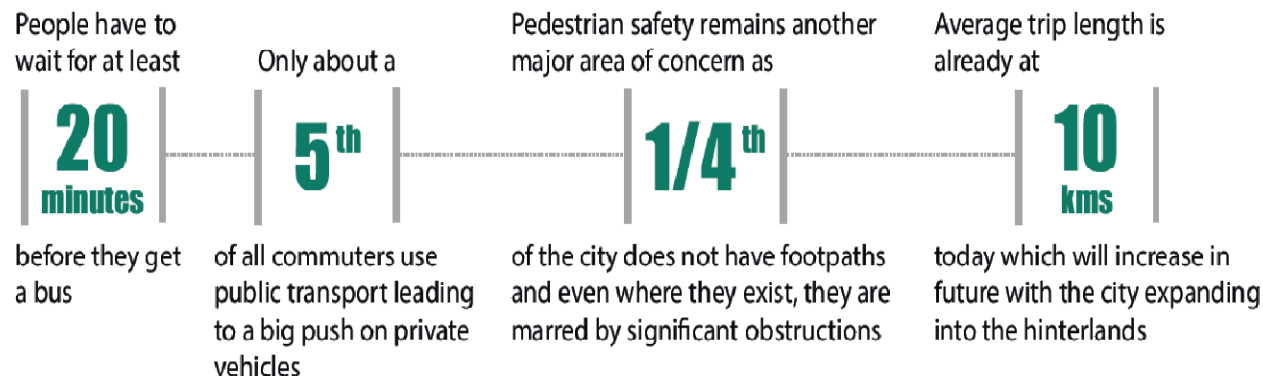 People have to
wait for at least
20
minutes
before they get
a bus
Only about a
5th
of all commuters use
public transport leading
to a big push on private
vehicles
Pedestrian safety remains another
major area of concern as
1/4th
of the city does not have footpaths
and even where they exist, they are
marred by significant obstructions
Average trip length is
already at
10
kms
today which will increase in
future with the city expanding
into the hinterlands